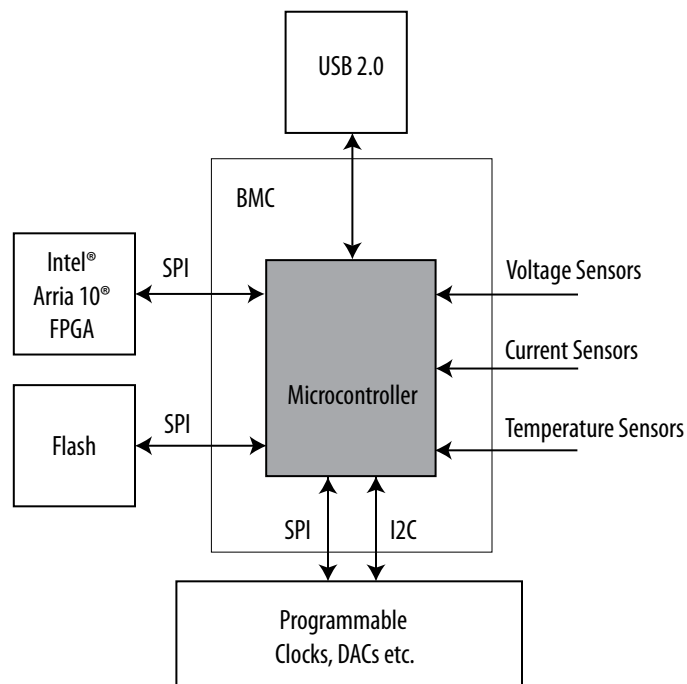 USB 2.0
BMC
Intel®
Arria 10®
FPGA
SPI
Voltage Sensors
Current Sensors
Microcontroller
Flash
SPI
Temperature Sensors
SPI
I2C
Programmable
Clocks, DACs etc.